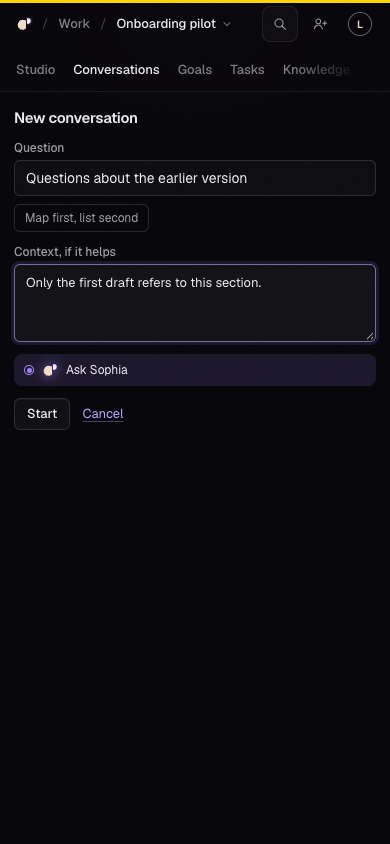 / Work / Onboarding pilot
L
Studio Conversations Goals Tasks Knowledge
New conversation
Question
Questions about the earlier version
Map first, list second
Context, if it helps
Only the first draft refers to this section.
Ask Sophia
Start Cancel